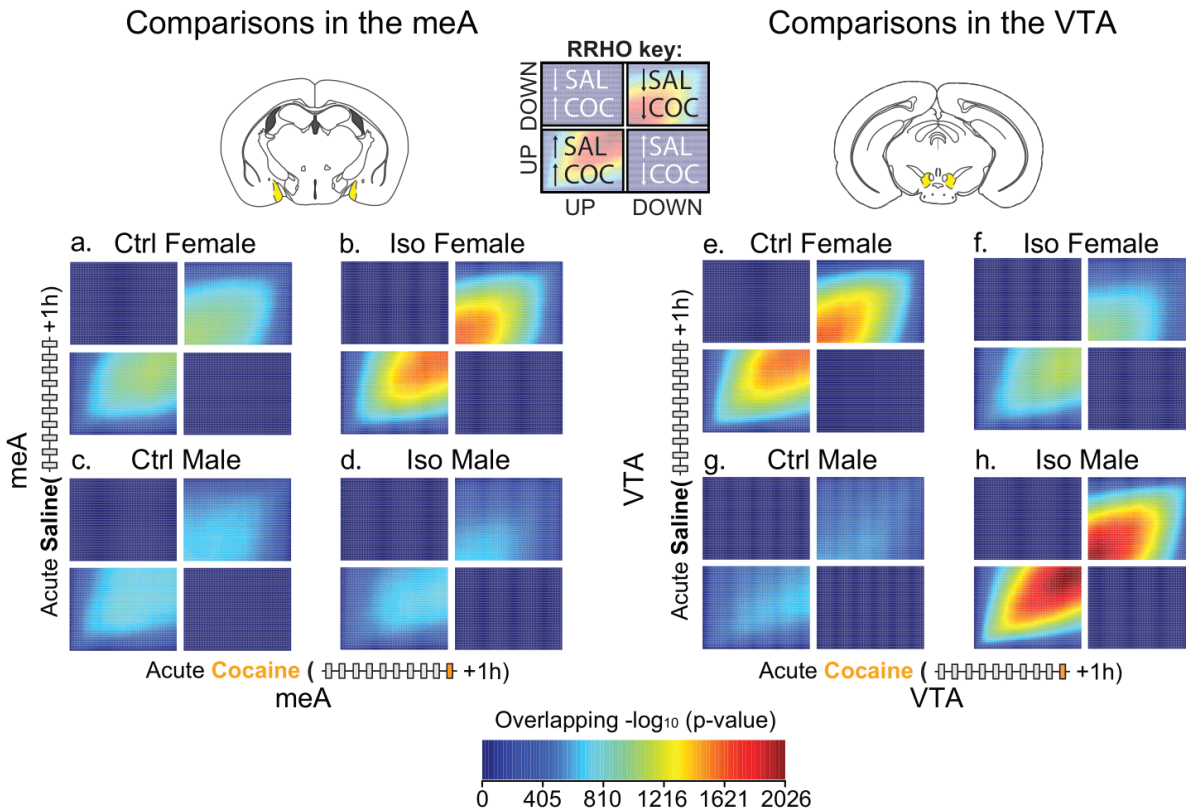 Comparisons in the meA
Comparisons in the VTA
RRHO key:
DOWN
UP
↓SAL
↑COC
↓SAL
↓COC
↑SAL
↑COC
↑SAL
↓COC
UP
DOWN
a. Ctrl Female
b. Iso Female
e. Ctrl Female
f. Iso Female
c. Ctrl Male
d. Iso Male
g. Ctrl Male
h. Iso Male
meA
Acute Saline( +1h)
VTA
Acute Saline( +1h)
Acute Cocaine ( +1h)
meA
Acute Cocaine ( +1h)
VTA
Overlapping -log₁₀ (p-value)
0 405 810 1216 1621 2026